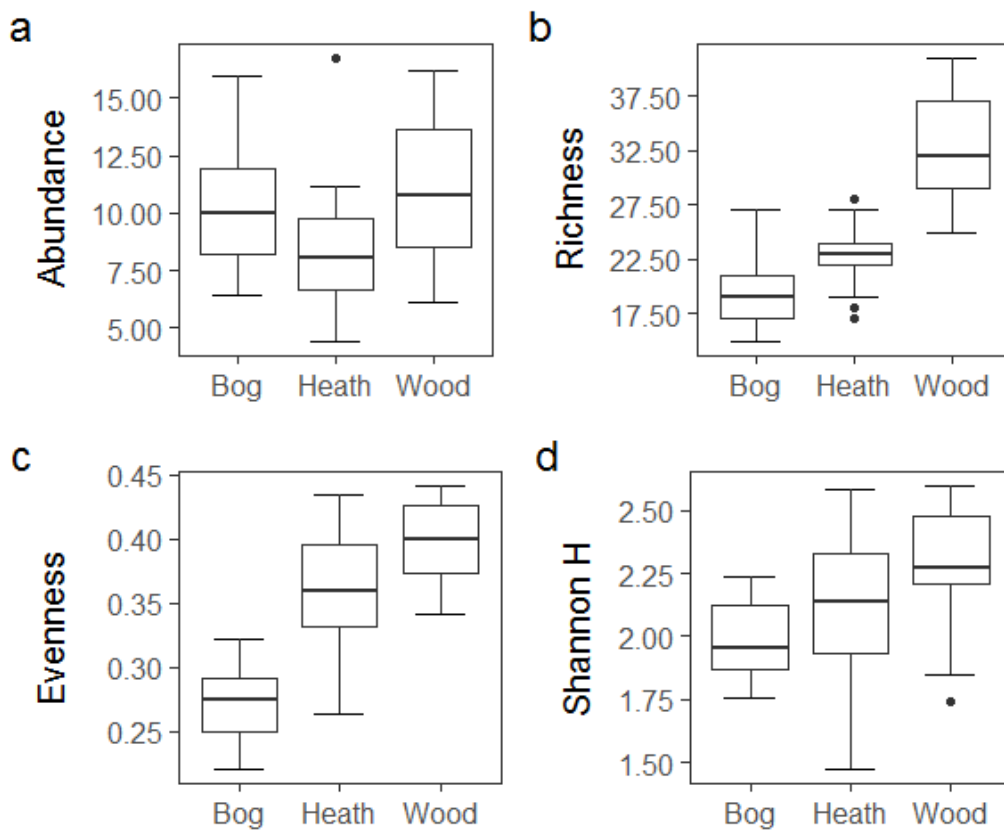 a
Abundance
15.00
12.50
10.00
7.50
5.00
Bog Heath Wood
b
Richness
37.50
32.50
27.50
22.50
17.50
Bog Heath Wood
c
Evenness
0.45
0.40
0.35
0.30
0.25
Bog Heath Wood
d
Shannon H
2.50
2.25
2.00
1.75
1.50
Bog Heath Wood